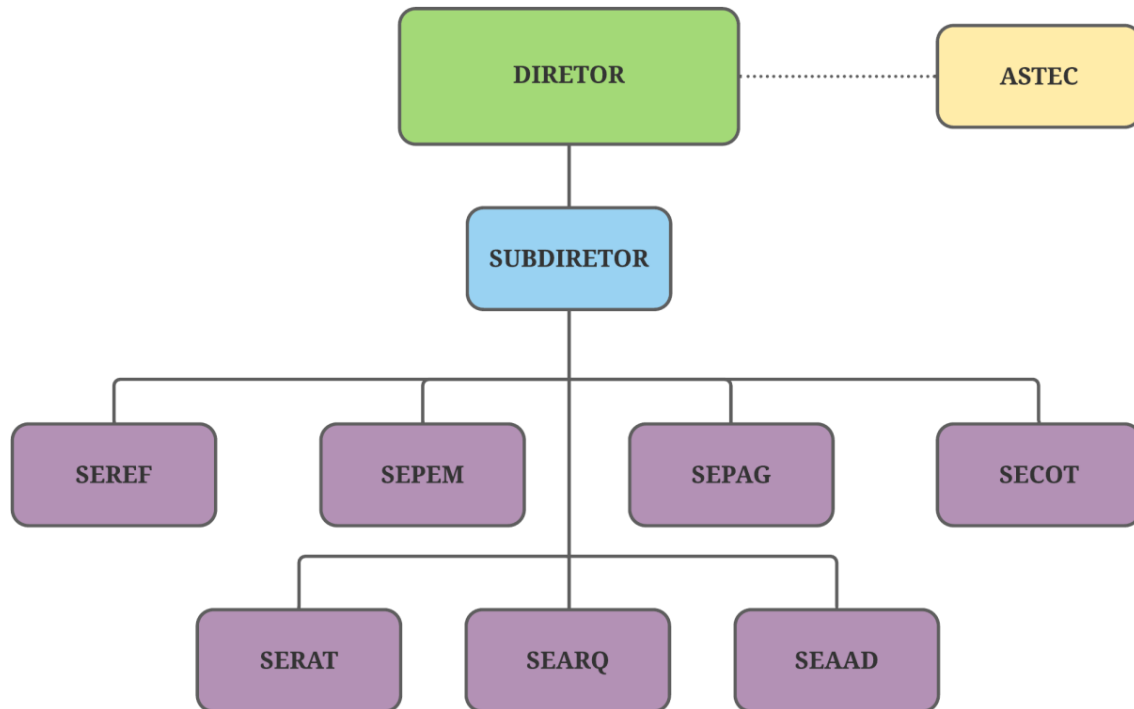 DIRETOR
ASTEC
SUBDIRETOR
SEREF
SEPEM
SEPAG
SECOT
SERAT
SEARQ
SEAAD